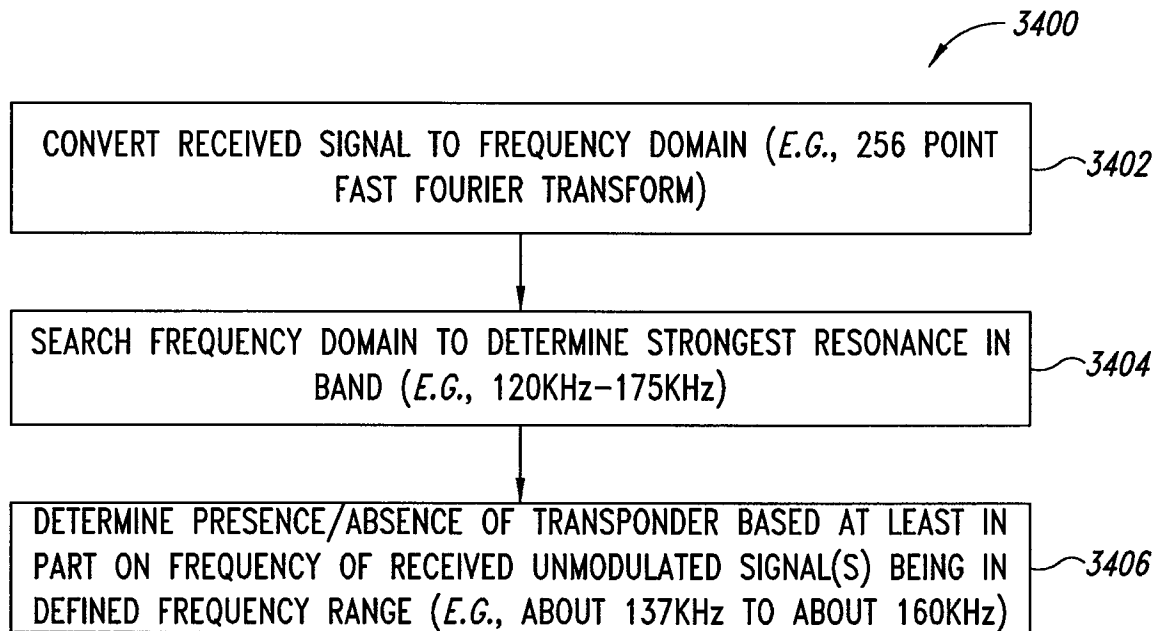 3400
CONVERT RECEIVED SIGNAL TO FREQUENCY DOMAIN (E.G., 256 POINT
FAST FOURIER TRANSFORM)
3402
SEARCH FREQUENCY DOMAIN TO DETERMINE STRONGEST RESONANCE IN
BAND (E.G., 120KHz-175KHz)
3404
DETERMINE PRESENCE/ABSENCE OF TRANSPONDER BASED AT LEAST IN
PART ON FREQUENCY OF RECEIVED UNMODULATED SIGNAL(S) BEING IN
DEFINED FREQUENCY RANGE (E.G., ABOUT 137KHz TO ABOUT 160KHz)
3406